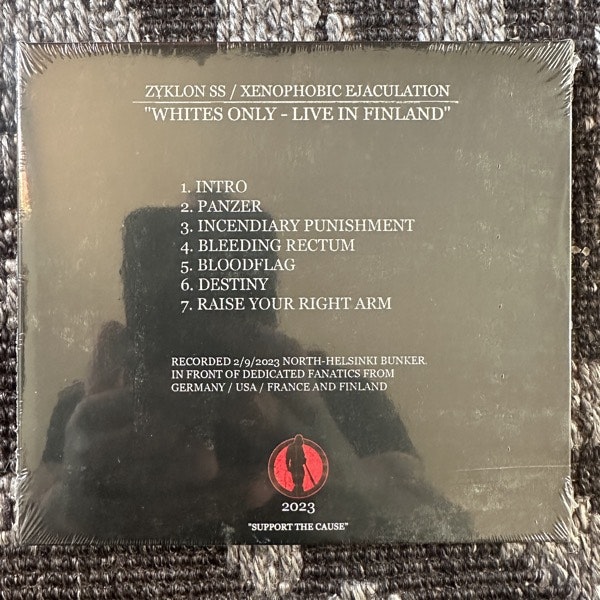 ZYKLON SS / XENOPHOBIC EJACULATION
"WHITES ONLY - LIVE IN FINLAND"
1. INTRO
2. PANZER
3. INCENDIARY PUNISHMENT
4. BLEEDING RECTUM
5. BLOODFLAG
6. DESTINY
7. RAISE YOUR RIGHT ARM
RECORDED 2/9/2023 NORTH-HELSINKI BUNKER.
IN FRONT OF DEDICATED FANATICS FROM
GERMANY / USA / FRANCE AND FINLAND
2023
"SUPPORT THE CAUSE"